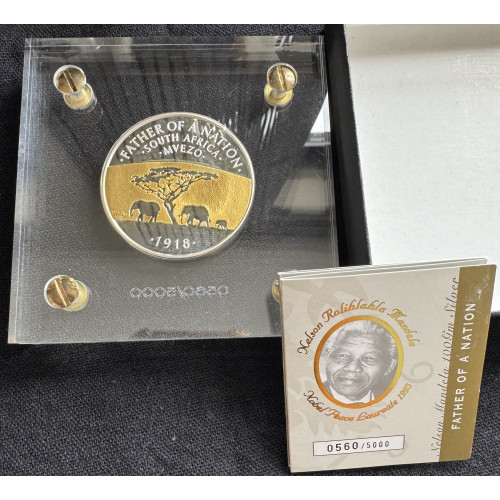 ·FATHER OF A NATION·
·SOUTH AFRICA·
·MVEZO·
·1918·
0560/5000
Nelson Rolihlahla Mandela
Nobel Peace Laureate 1993
0560/5000
Nelson Mandela 100Gm Silver
FATHER OF A NATION